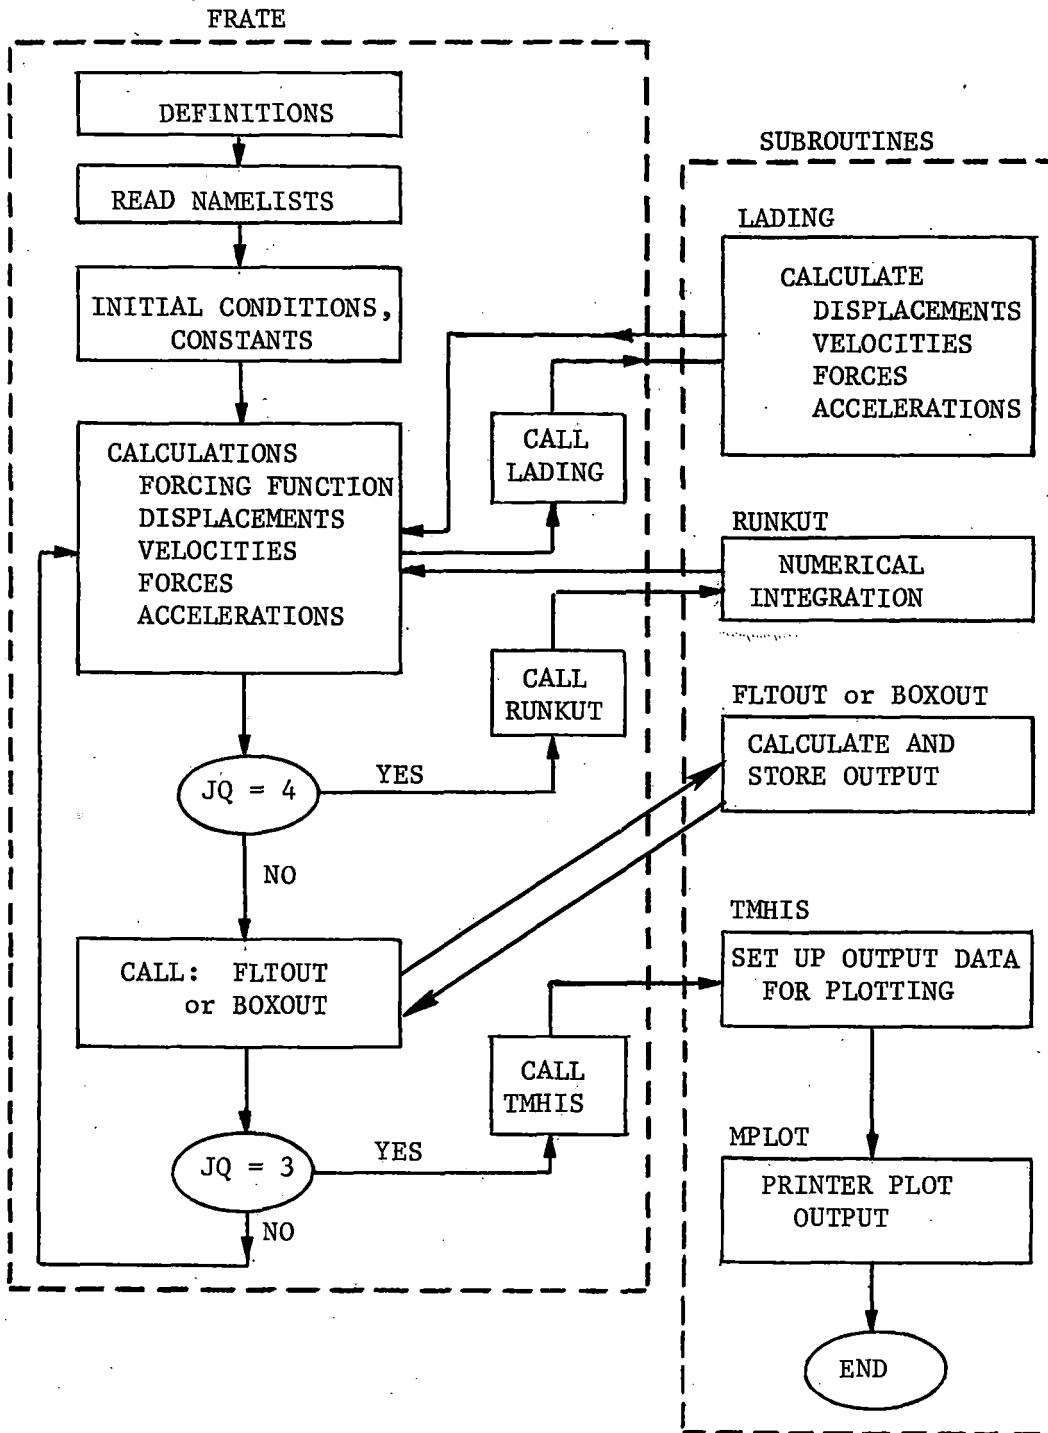 FRATE
DEFINITIONS
READ NAMELISTS
INITIAL CONDITIONS,
CONSTANTS
CALCULATIONS
FORCING FUNCTION
DISPLACEMENTS
VELOCITIES
FORCES
ACCELERATIONS
CALL
LADING
CALL
RUNKUT
JQ = 4
YES
NO
CALL: FLTOUT
or BOXOUT
CALL
TMHIS
JQ = 3
YES
NO
SUBROUTINES
LADING
CALCULATE
DISPLACEMENTS
VELOCITIES
FORCES
ACCELERATIONS
RUNKUT
NUMERICAL
INTEGRATION
FLTOUT or BOXOUT
CALCULATE AND
STORE OUTPUT
TMHIS
SET UP OUTPUT DATA
FOR PLOTTING
MPLOT
PRINTER PLOT
OUTPUT
END